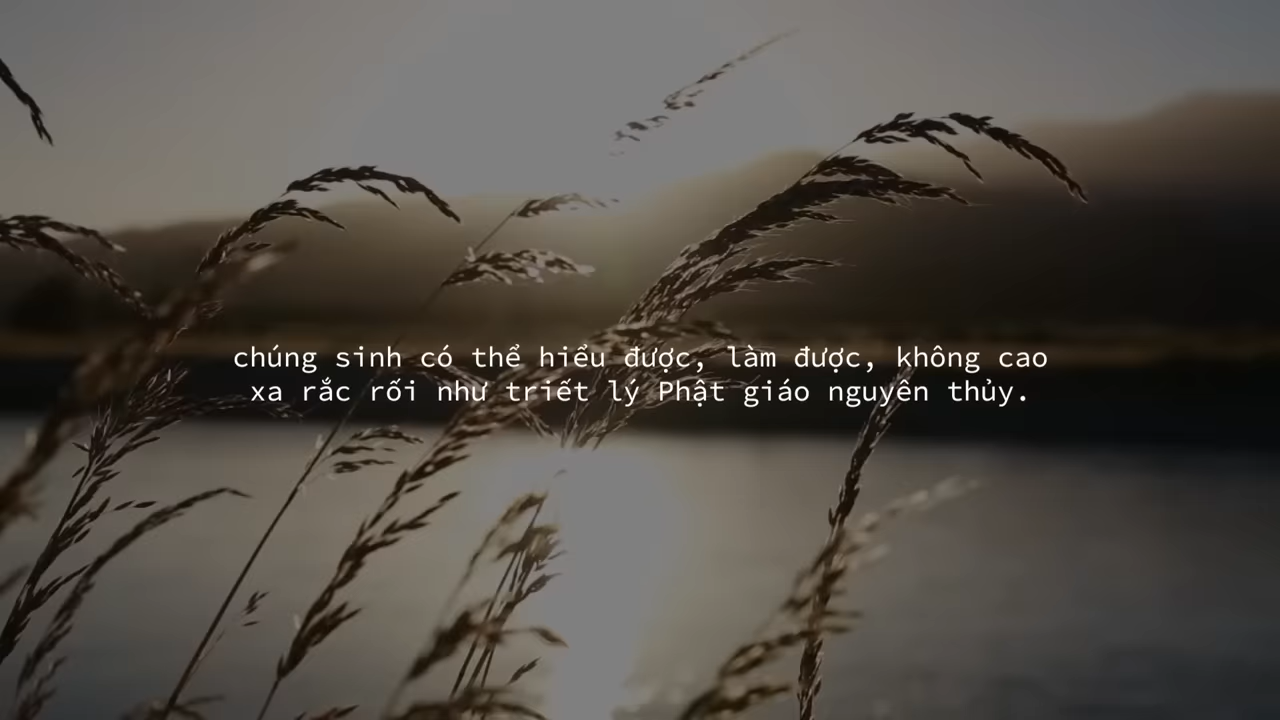 chúng sinh có thể hiểu được, làm được, không cao
xa rắc rối như triết lý Phật giáo nguyên thủy.